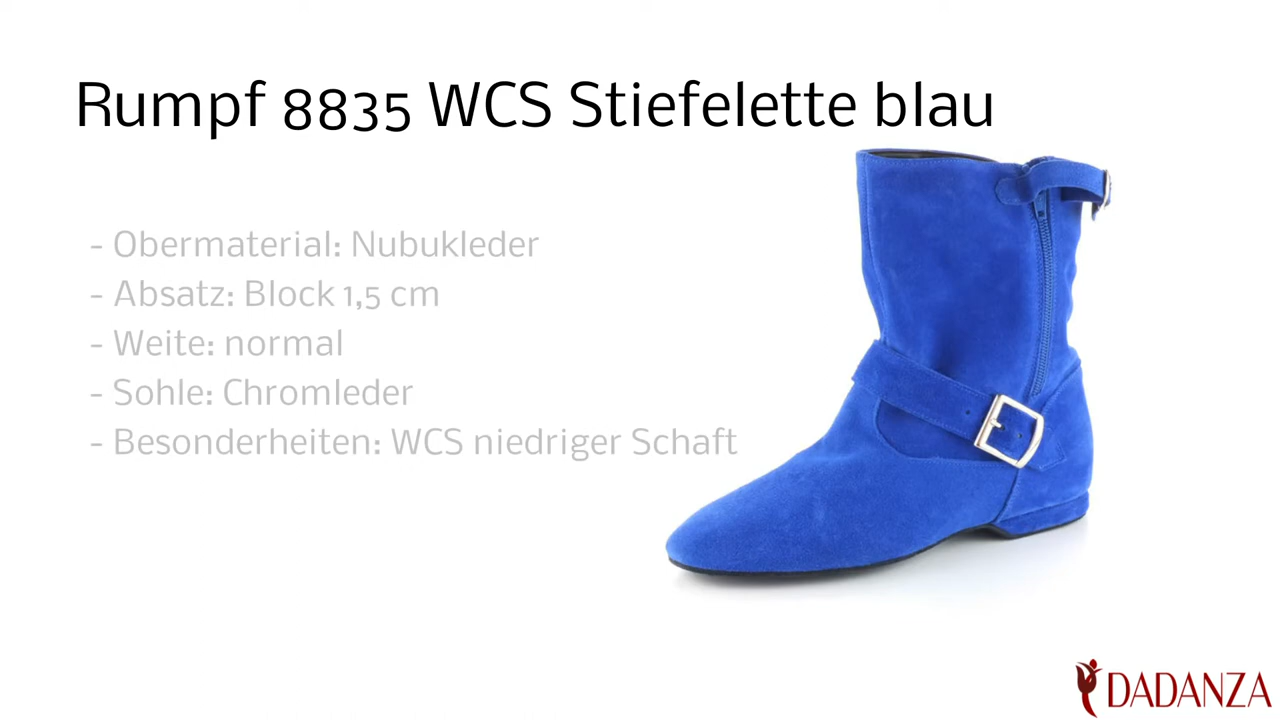 Rumpf 8835 WCS Stiefelette blau
- Obermaterial: Nubukleder
- Absatz: Block 1,5 cm
- Weite: normal
- Sohle: Chromleder
- Besonderheiten: WCS niedriger Schaft
DADANZA